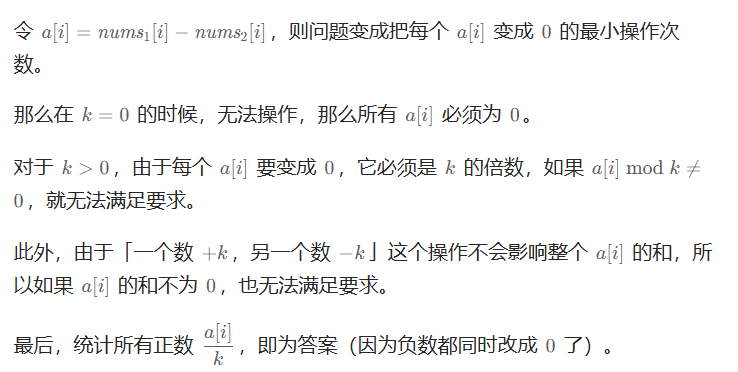 令 a[i] = nums₁[i] − nums₂[i]，则问题变成把每个 a[i] 变成 0 的最小操作次
数。
那么在 k = 0 的时候，无法操作，那么所有 a[i] 必须为 0。
对于 k > 0，由于每个 a[i] 要变成 0，它必须是 k 的倍数，如果 a[i] mod k ≠
0，就无法满足要求。
此外，由于「一个数 +k，另一个数 −k」这个操作不会影响整个 a[i] 的和，所
以如果 a[i] 的和不为 0，也无法满足要求。
最后，统计所有正数 a[i]/k，即为答案（因为负数都同时改成 0 了）。